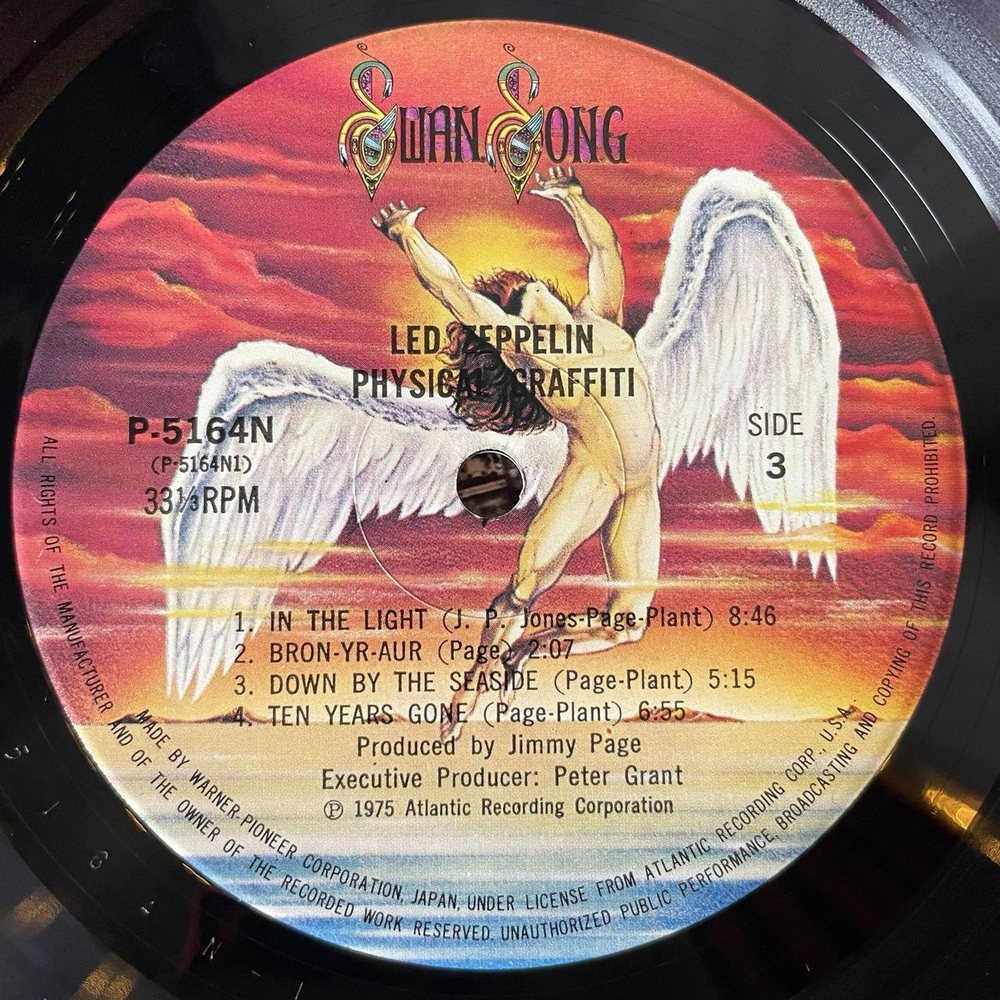 SWAN SONG
LED ZEPPELIN
PHYSICAL GRAFFITI
P-5164N
(P-5164N1)
33 1/3 RPM
SIDE
3
1. IN THE LIGHT (J. P. Jones-Page-Plant) 8:46
2. BRON-YR-AUR (Page) 2:07
3. DOWN BY THE SEASIDE (Page-Plant) 5:15
4. TEN YEARS GONE (Page-Plant) 6:55
Produced by Jimmy Page
Executive Producer: Peter Grant
℗ 1975 Atlantic Recording Corporation
MADE BY WARNER-PIONEER CORPORATION, JAPAN, UNDER LICENSE FROM ATLANTIC RECORDING CORP., U.S.A.
ALL RIGHTS OF THE MANUFACTURER AND OF THE OWNER OF THE RECORDED WORK RESERVED. UNAUTHORIZED PUBLIC PERFORMANCE, BROADCASTING AND COPYING OF THIS RECORD PROHIBITED.